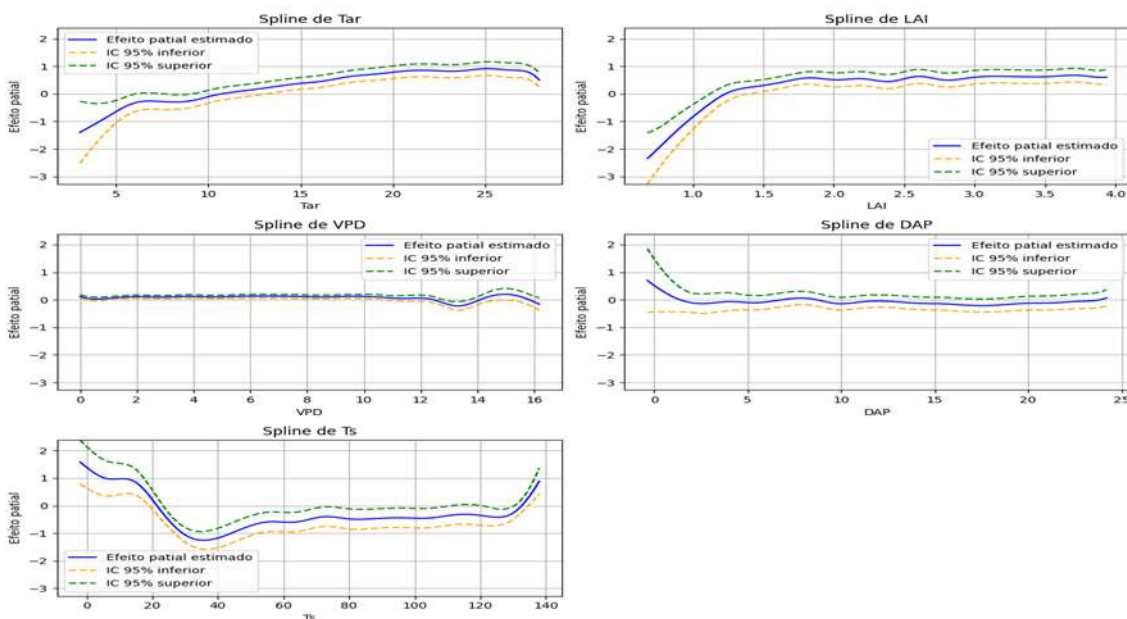 Spline de Tar
Efeito patial
2
1
0
−1
−2
−3
Efeito patial estimado
IC 95% inferior
IC 95% superior
5 10 15 20 25
Tar
Spline de LAI
Efeito patial
2
1
0
−1
−2
−3
Efeito patial estimado
IC 95% inferior
IC 95% superior
1.0 1.5 2.0 2.5 3.0 3.5 4.0
LAI
Spline de VPD
Efeito patial
2
1
0
−1
−2
−3
Efeito patial estimado
IC 95% inferior
IC 95% superior
0 2 4 6 8 10 12 14 16
VPD
Spline de DAP
Efeito patial
2
1
0
−1
−2
−3
Efeito patial estimado
IC 95% inferior
IC 95% superior
0 5 10 15 20 25
DAP
Spline de Ts
Efeito patial
2
1
0
−1
−2
−3
Efeito patial estimado
IC 95% inferior
IC 95% superior
0 20 40 60 80 100 120 140
Ts